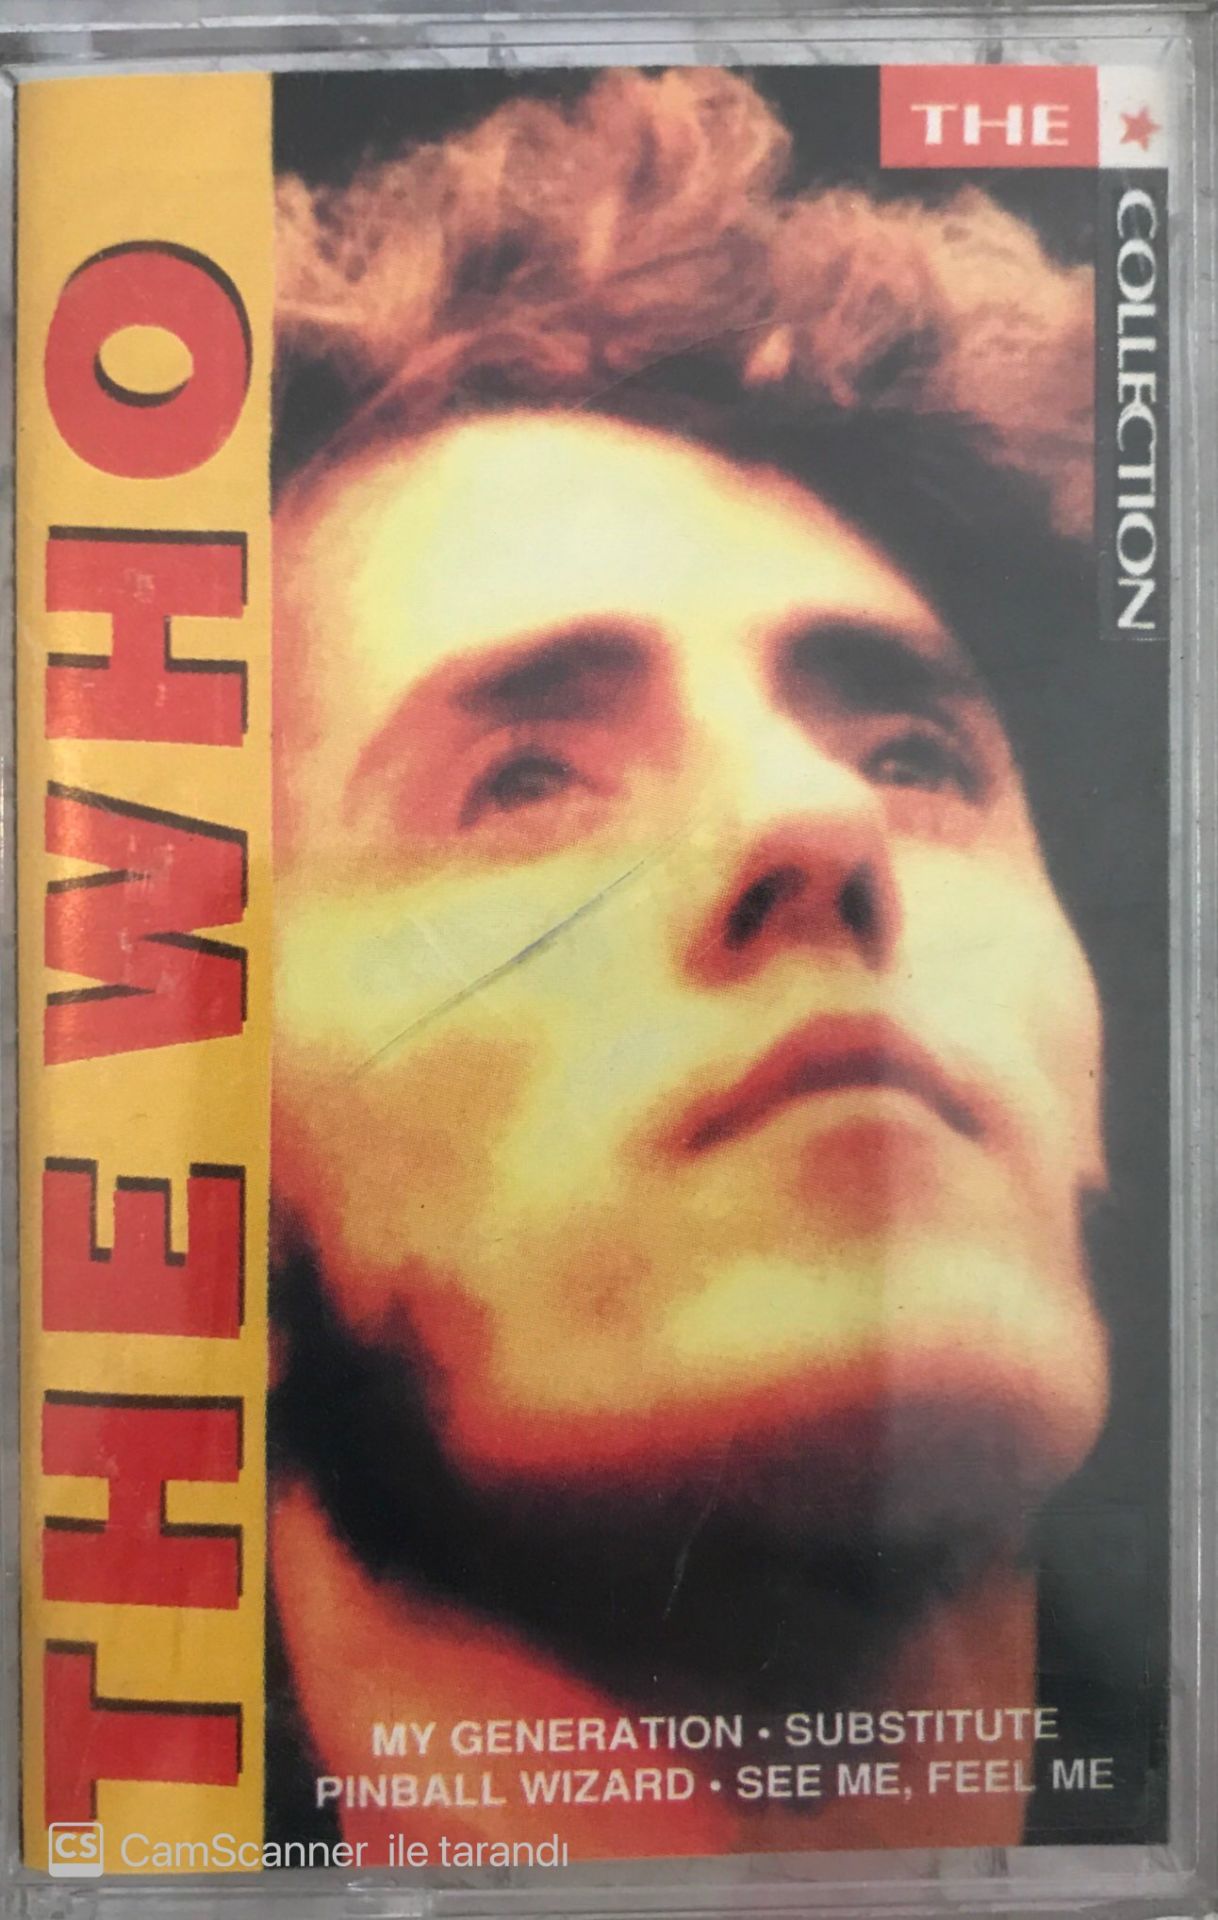 THE
COLLECTION
THE WHO
MY GENERATION • SUBSTITUTE
PINBALL WIZARD • SEE ME, FEEL ME
CS CamScanner ile tarandı